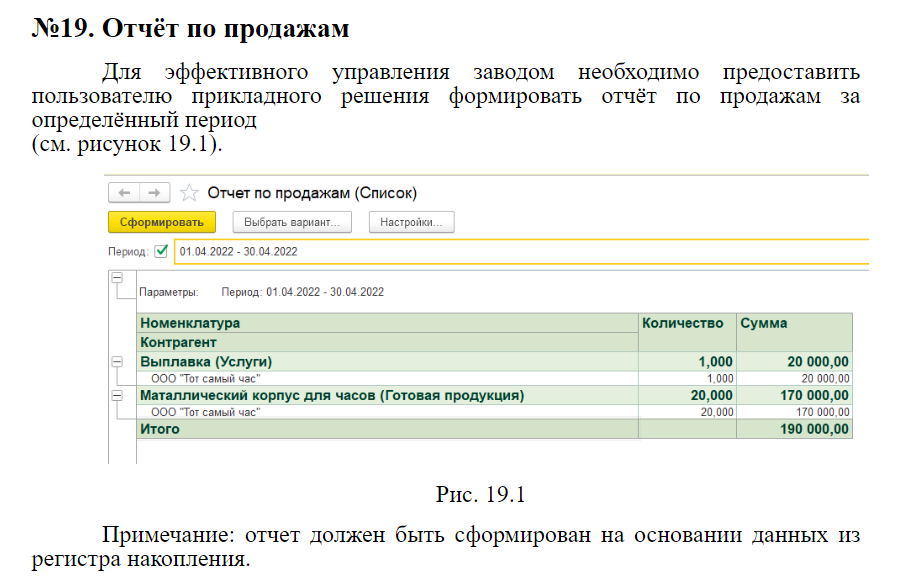 №19. Отчёт по продажам
Для эффективного управления заводом необходимо предоставить
пользователю прикладного решения формировать отчёт по продажам за
определённый период
(см. рисунок 19.1).
Отчет по продажам (Список)
Сформировать Выбрать вариант... Настройки...
Период: 01.04.2022 - 30.04.2022
Параметры: Период: 01.04.2022 - 30.04.2022
Номенклатура Количество Сумма
Контрагент
Выплавка (Услуги) 1,000 20 000,00
ООО "Тот самый час" 1,000 20 000,00
Маталлический корпус для часов (Готовая продукция) 20,000 170 000,00
ООО "Тот самый час" 20,000 170 000,00
Итого 190 000,00
Рис. 19.1
Примечание: отчет должен быть сформирован на основании данных из
регистра накопления.